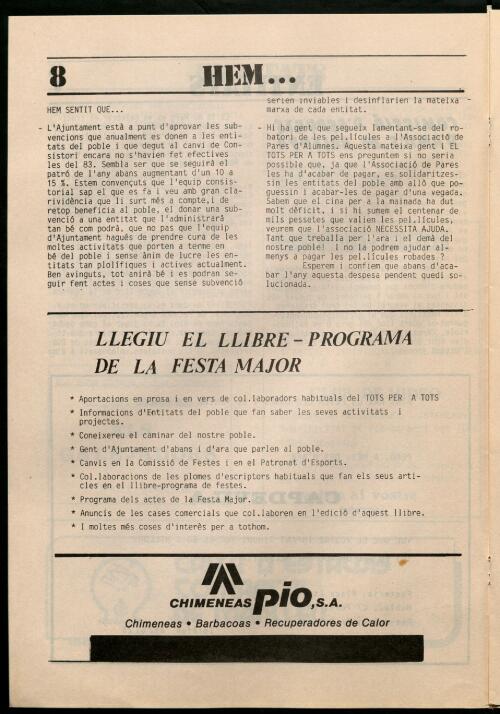 8
HEM...
HEM SENTIT QUE...
- L'Ajuntament està a punt d'aprovar les sub-
vencions que anualment es donen a les enti-
tats del poble i que degut al canvi de Con-
sistori encara no s'havien fet efectives
les del 83. Sembla ser que se seguirà el
patró de l'any abans augmentant d'un 10 a
15 %. Estem convençuts que l'equip consis-
torial sap el que es fa i veu amb gran cla-
rividència que li surt més a compte,i de
retop beneficia al poble, el donar una sub-
venció a una entitat que l'administrarà
tan bé com podrà, que no pas que l'equip
d'Ajuntament hagués de prendre cura de les
moltes activitats que porten a terme en
bé del poble i sense ànim de lucre les en-
titats tan plolífiques i actives actualment.
Ben avinguts, tot anirà bé i es podran se-
guir fent actes i coses que sense subvenció
serien inviables i desinflarien la mateixa
marxa de cada entitat.
- Hi ha gent que segueix lamentant-se del ro-
batori de les pel.lícules a l'Associació de
Pares d'Alumnes. Aquesta mateixa gent i EL
TOTS PER A TOTS ens preguntem si no seria
possible que, ja que l'Associació de Pares
les ha d'acabar de pagar, es solidaritzes-
sin les entitats del poble amb allò que po-
guessin i acabar-les de pagar d'una vegada.
Sabem que el cine per a la mainada ha dut
molt dèficit, i si hi sumem el centenar de
mils pessetes que valien les pel.lícules,
veurem que l'associació NECESSITA AJUDA.
Tant que treballa per l'ara i el demà del
nostre poble! I no la podrem ajudar al-
menys a pagar les pel.lícules robades ?
Esperem i confiem que abans d'aca-
bar l'any aquesta despesa pendent quedi so-
lucionada.
LLEGIU EL LLIBRE - PROGRAMA
DE LA FESTA MAJOR
* Aportacions en prosa i en vers de col.laboradors habituals del TOTS PER A TOTS
* Informacions d'Entitats del poble que fan saber les seves activitats i
projectes.
* Coneixereu el caminar del nostre poble.
* Gent d'Ajuntament d'abans i d'ara que parlen al poble.
* Canvis en la Comissió de Festes i en el Patronat d'Esports.
* Col.laboracions de les plomes d'escriptors habituals que fan els seus artí-
cles en el llibre-programa de festes.
* Programa dels actes de la Festa Major.
* Anuncis de les cases comercials que col.laboren en l'edició d'aquest llibre.
* I moltes més coses d'interès per a tothom.
CHIMENEAS pio, S.A.
Chimeneas • Barbacoas • Recuperadores de Calor